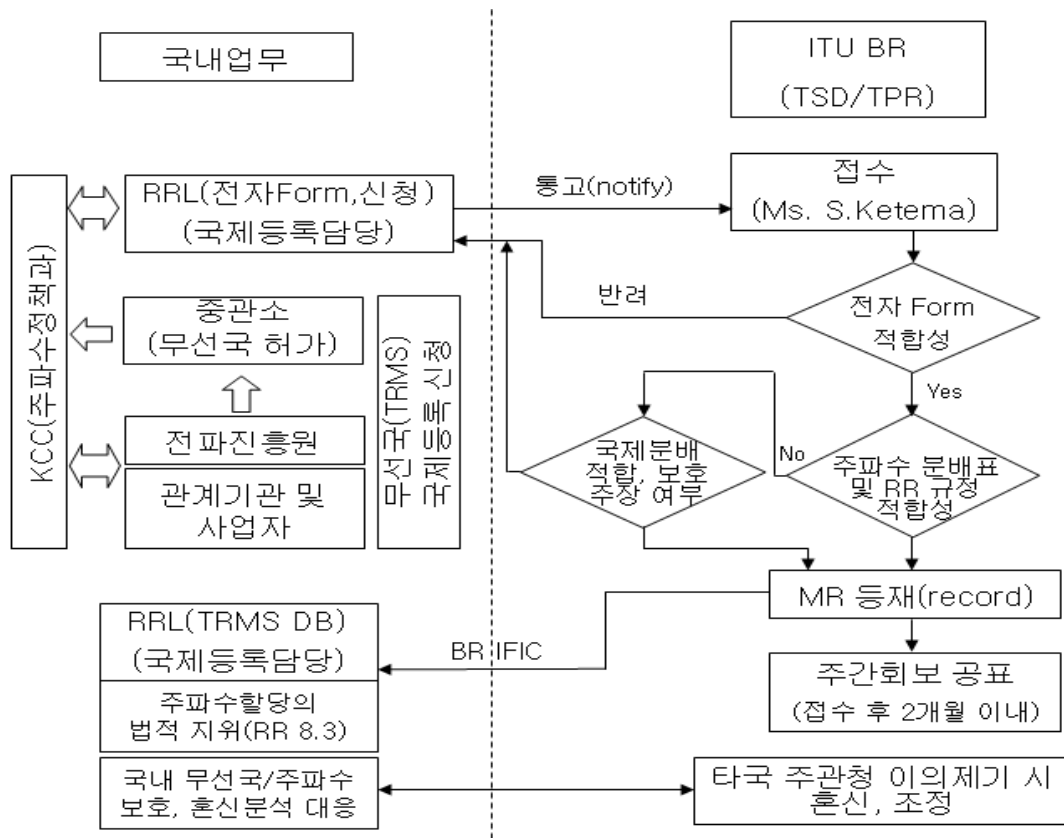 국내업무
ITU BR
(TSD/TPR)
RRL(전자Form,신청)
(국제등록담당)
통고(notify)
접수
(Ms. S.Ketema)
KCC(주파수정책과)
중관소
(무선국 허가)
전파진흥원
관계기관 및
사업자
무선국(TRMS)
국제등록신청
반려
전자 Form
적합성
Yes
국제분배
적합, 보호
주장 여부
No
주파수 분배표
및 RR 규정
적합성
MR 등재(record)
RRL(TRMS DB)
(국제등록담당)
BR IFIC
주파수할당의
법적 지위(RR 8.3)
주간회보 공표
(접수 후 2개월 이내)
국내 무선국/주파수
보호, 혼신분석 대응
타국 주관청 이의제기 시
혼신, 조정